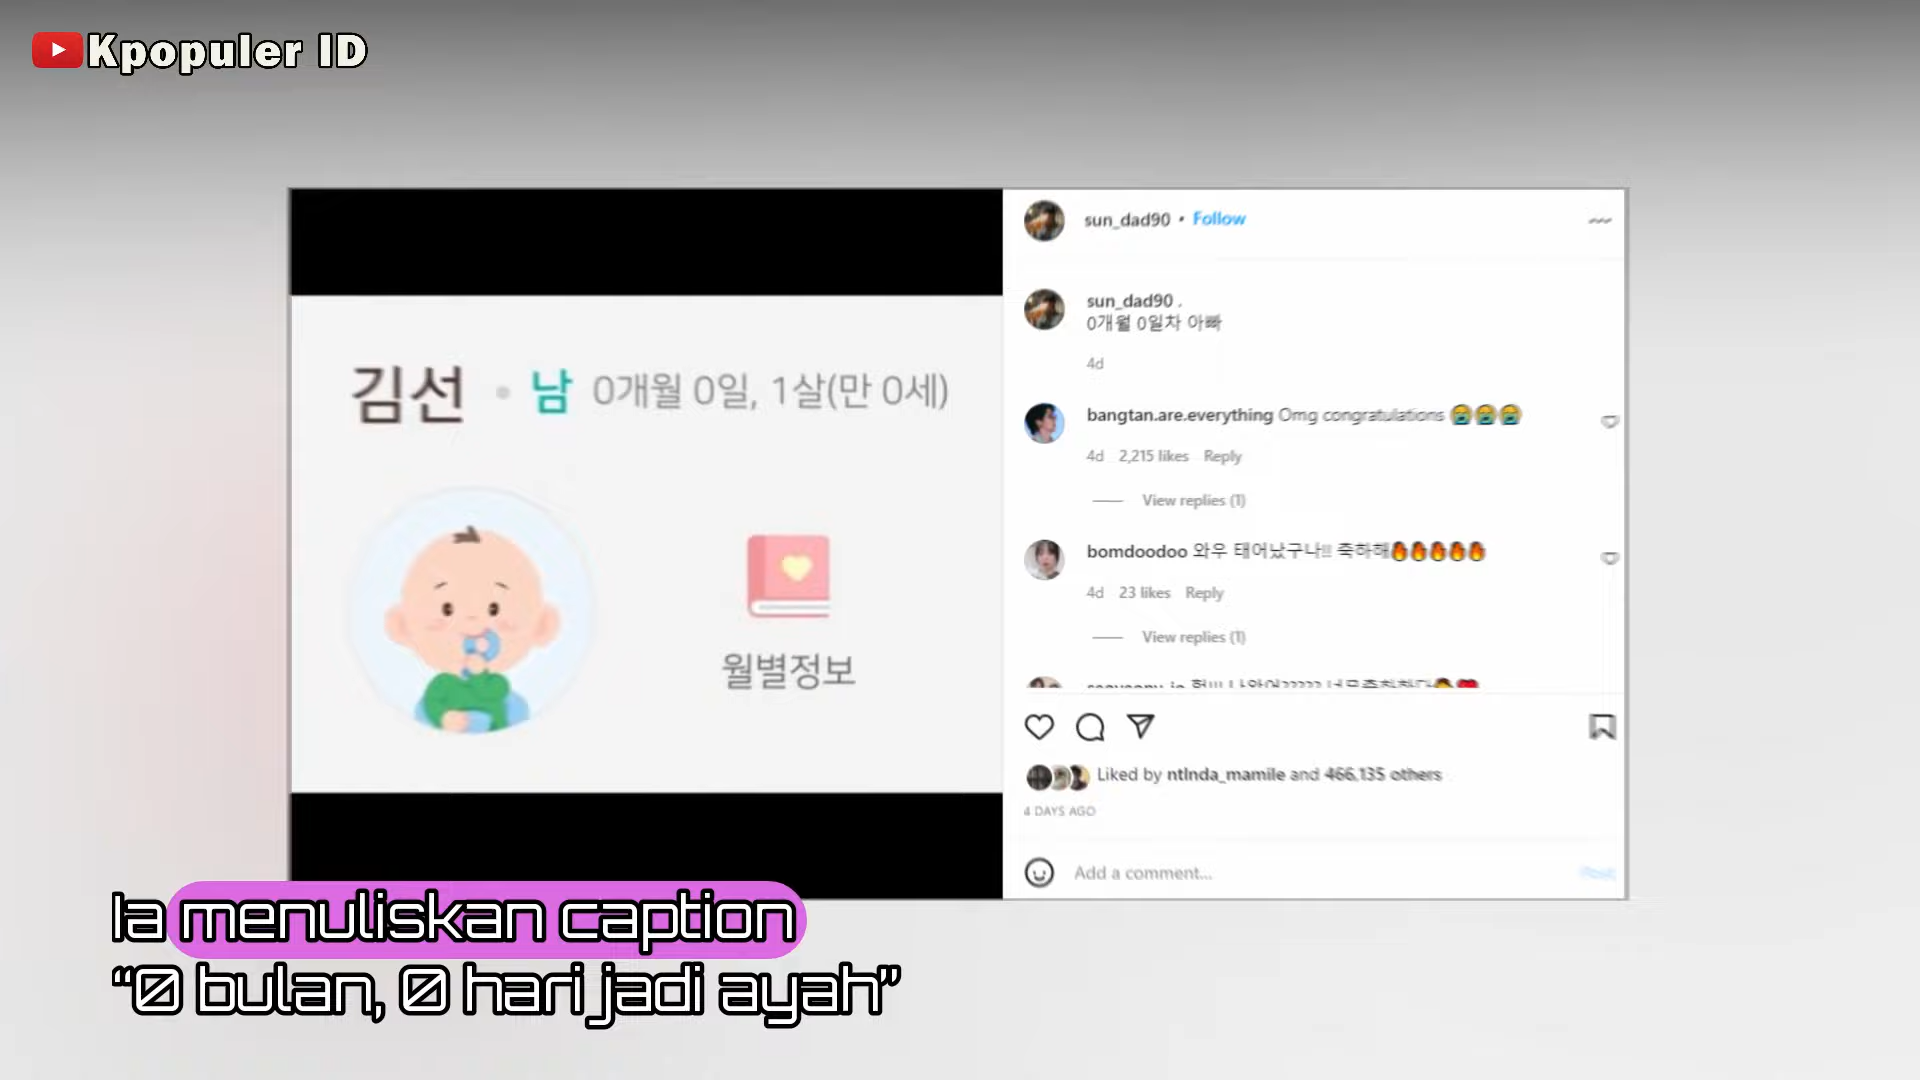 Kpopuler ID
김선 • 남 0개월 0일, 1살(만 0세)
월별정보
sun_dad90 • Follow
sun_dad90 .
0개월 0일차 아빠
4d
bangtan.are.everything Omg congratulations 😭😭😭
4d 2,215 likes Reply
View replies (1)
bomdoodoo 와우 태어났구나!! 축하해🔥🔥🔥🔥🔥
4d 23 likes Reply
View replies (1)
Liked by ntlnda_mamile and 466,135 others
4 DAYS AGO
Add a comment...
Post
Ia menuliskan caption
“0 bulan, 0 hari jadi ayah”